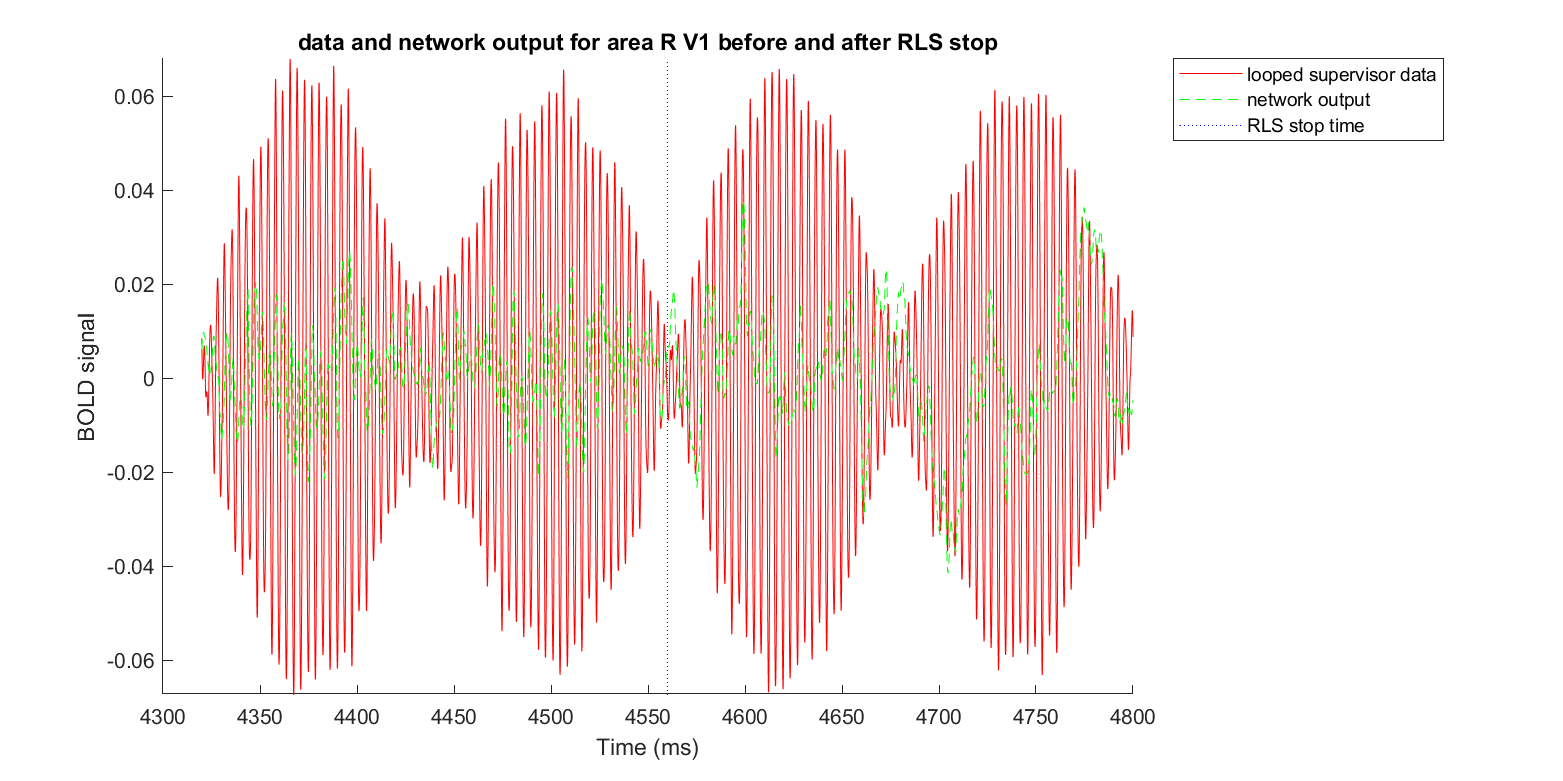 data and network output for area R V1 before and after RLS stop
looped supervisor data
network output
RLS stop time
BOLD signal
0.06
0.04
0.02
0
-0.02
-0.04
-0.06
4300 4350 4400 4450 4500 4550 4600 4650 4700 4750 4800
Time (ms)